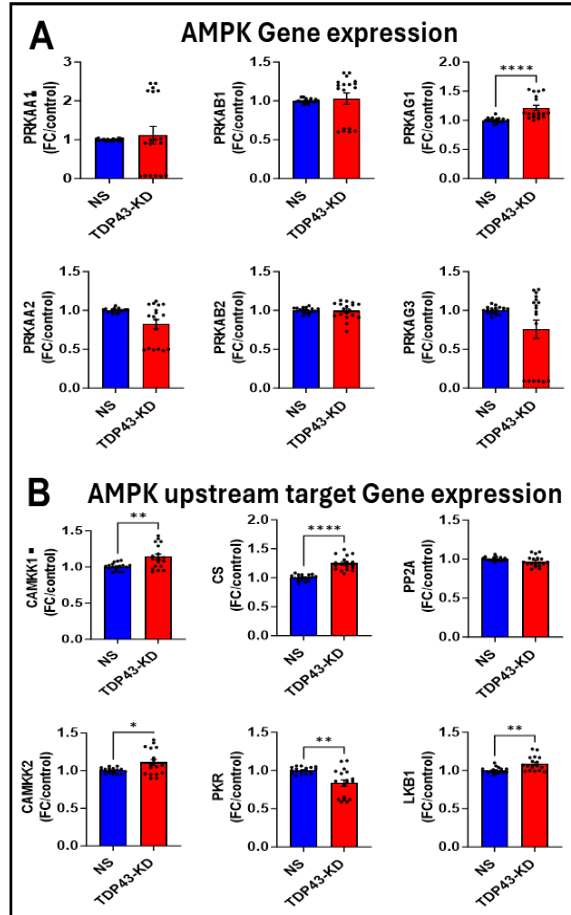 A AMPK Gene expression
PRKAA1
(FC/control)
3
2
1
0
NS
TDP43-KD
PRKAB1
(FC/control)
1.5
1.0
0.5
0.0
NS
TDP43-KD
PRKAG1
(FC/control)
2.0
1.5
1.0
0.5
0.0
****
NS
TDP43-KD
PRKAA2
(FC/control)
1.5
1.0
0.5
0.0
NS
TDP43-KD
PRKAB2
(FC/control)
1.5
1.0
0.5
0.0
NS
TDP43-KD
PRKAG3
(FC/control)
1.5
1.0
0.5
0.0
NS
TDP43-KD
B AMPK upstream target Gene expression
CAMKK1
(FC/control)
1.5
1.0
0.5
0.0
**
NS
TDP43-KD
CS
(FC/control)
2.0
1.5
1.0
0.5
0.0
****
NS
TDP43-KD
PP2A
(FC/control)
1.5
1.0
0.5
0.0
NS
TDP43-KD
CAMKK2
(FC/control)
1.5
1.0
0.5
0.0
*
NS
TDP43-KD
PKR
(FC/control)
1.5
1.0
0.5
0.0
**
NS
TDP43-KD
LKB1
(FC/control)
1.5
1.0
0.5
0.0
**
NS
TDP43-KD